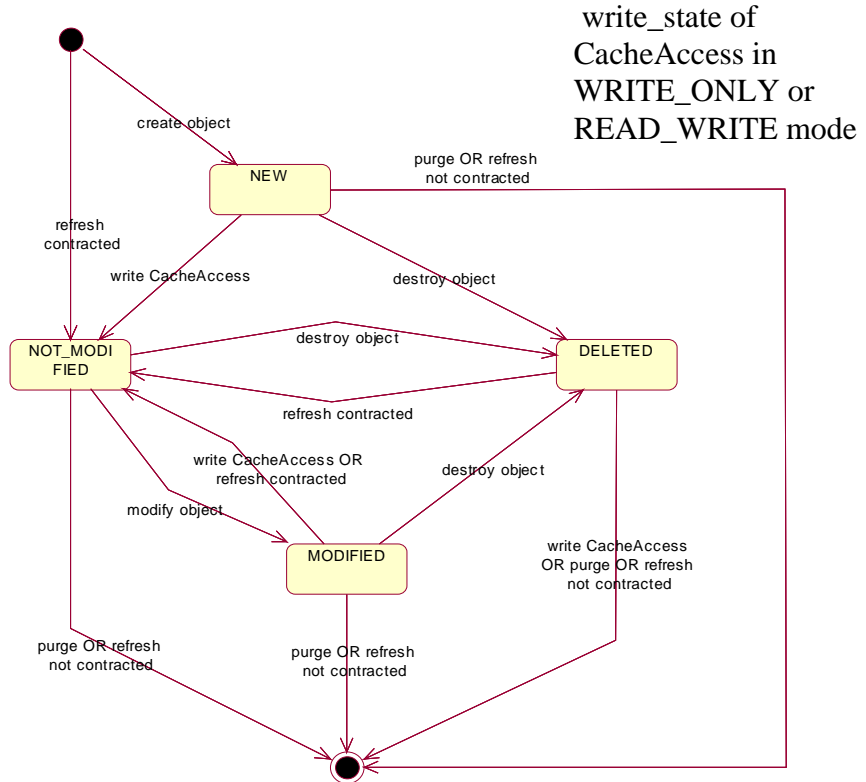 write_state of
CacheAccess in
WRITE_ONLY or
READ_WRITE mode
create object
NEW
purge OR refresh
not contracted
refresh
contracted
write CacheAccess
destroy object
NOT_MODI
FIED
destroy object
DELETED
refresh contracted
write CacheAccess OR
refresh contracted
destroy object
modify object
MODIFIED
write CacheAccess
OR purge OR refresh
not contracted
purge OR refresh
not contracted
purge OR refresh
not contracted